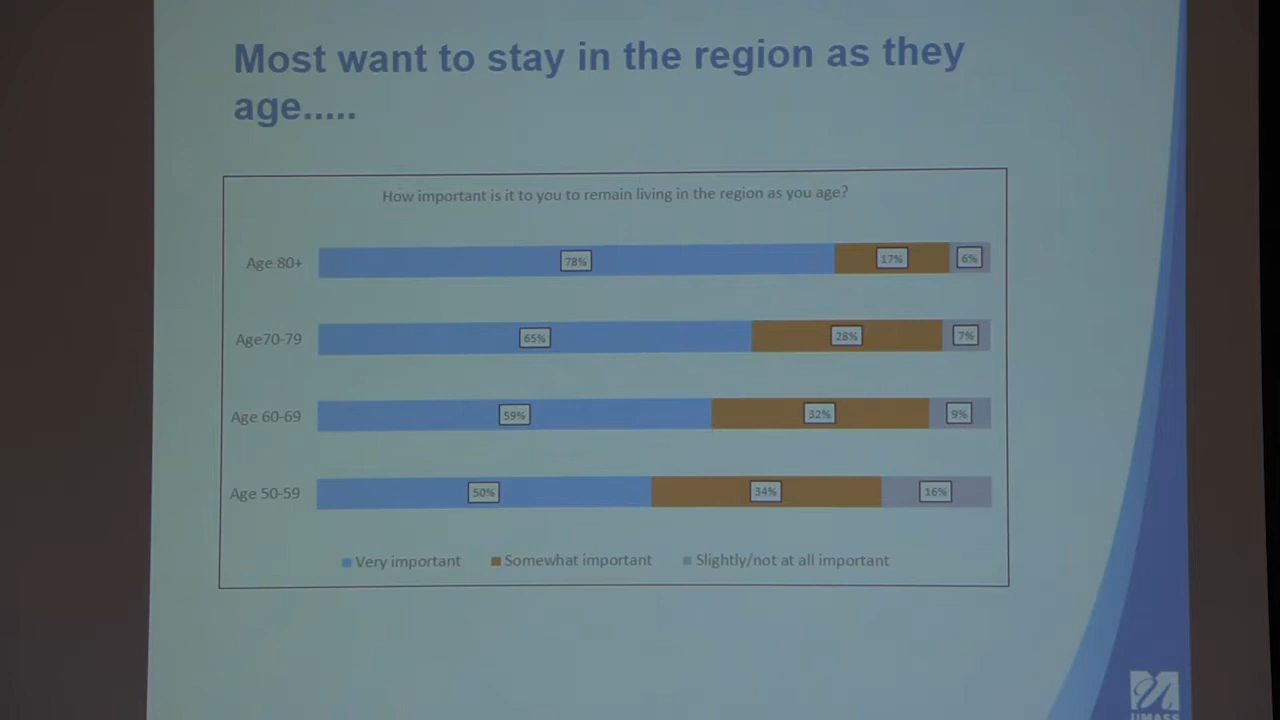 Most want to stay in the region as they
age.....
How important is it to you to remain living in the region as you age?
Age 80+ 78% 17% 6%
Age70-79 65% 28% 7%
Age 60-69 59% 32% 9%
Age 50-59 50% 34% 16%
Very important Somewhat important Slightly/not at all important
UMASS